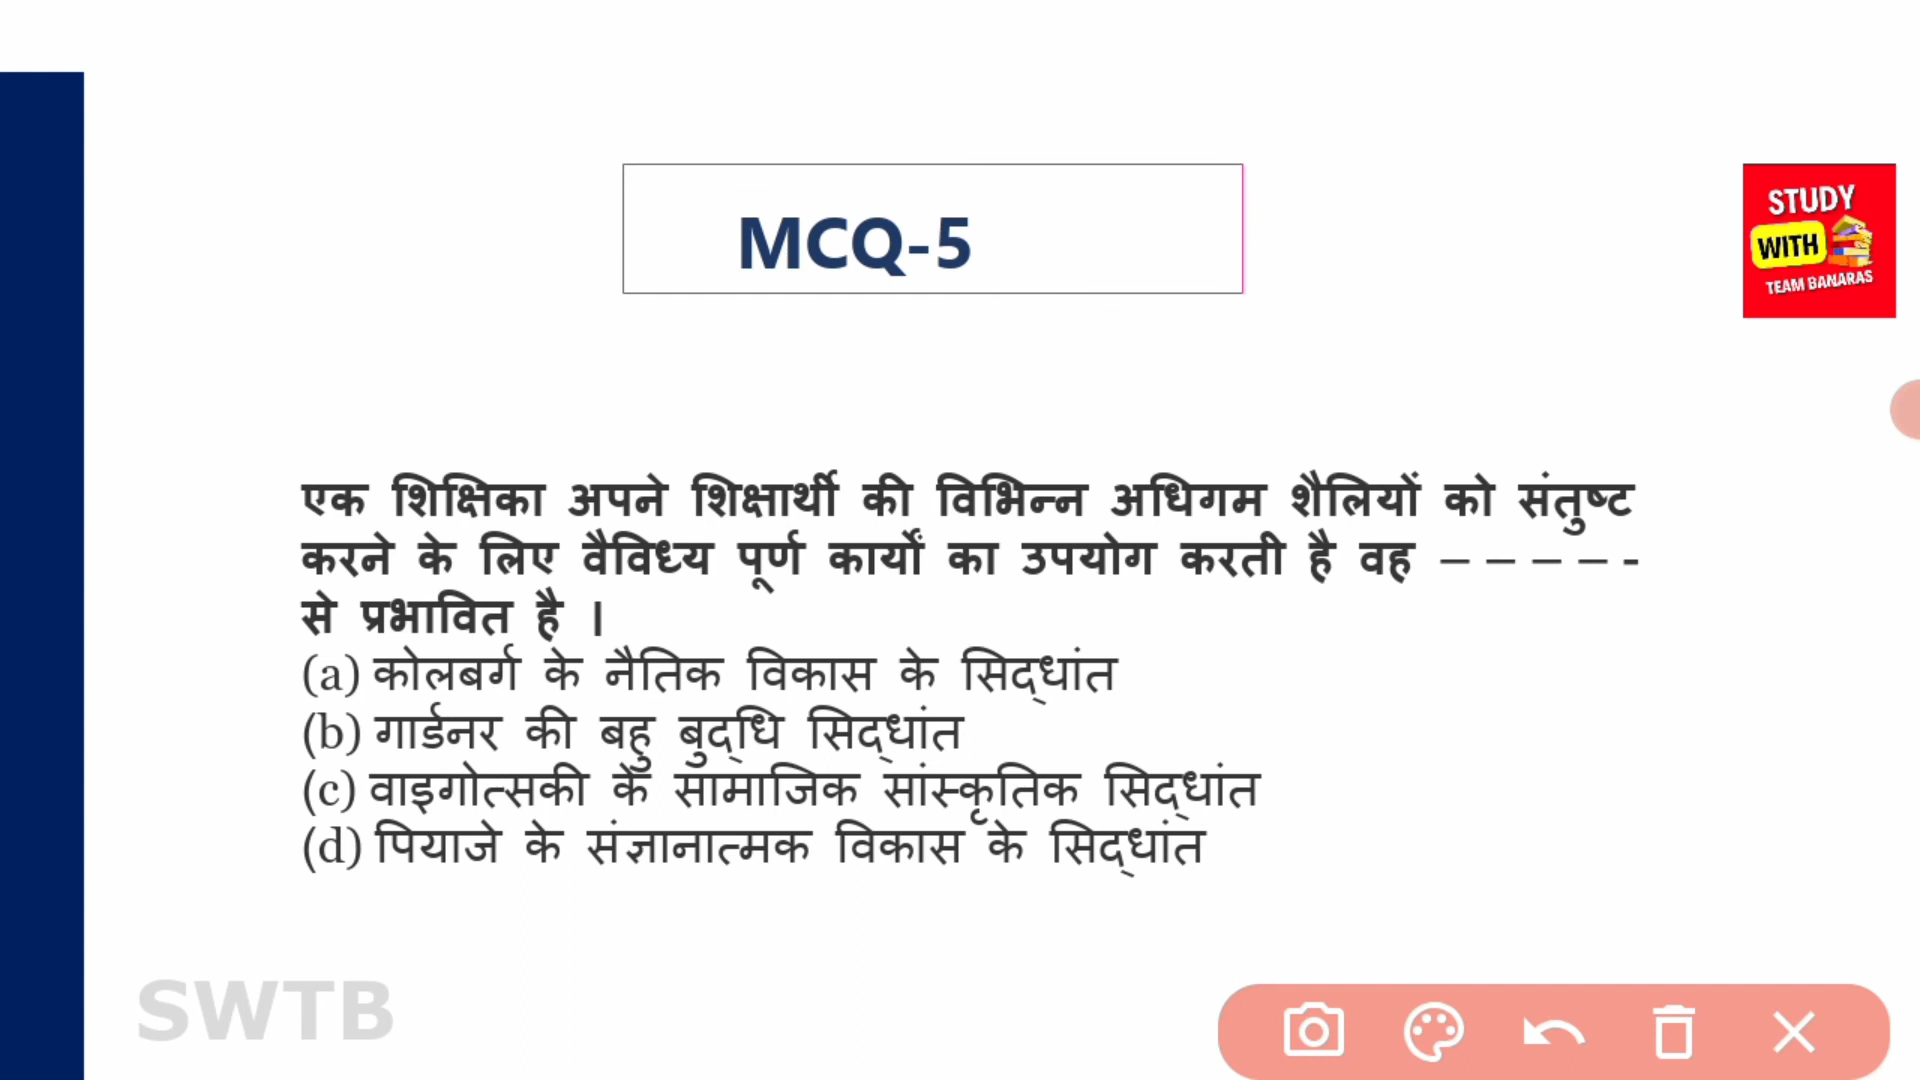 MCQ-5
STUDY
WITH
TEAM BANARAS
एक शिक्षिका अपने शिक्षार्थी की विभिन्न अधिगम शैलियों को संतुष्ट
करने के लिए वैविध्य पूर्ण कार्यों का उपयोग करती है वह – – – – -
से प्रभावित है ।
(a) कोलबर्ग के नैतिक विकास के सिद्धांत
(b) गार्डनर की बहु बुद्धि सिद्धांत
(c) वाइगोत्सकी के सामाजिक सांस्कृतिक सिद्धांत
(d) पियाजे के संज्ञानात्मक विकास के सिद्धांत
SWTB